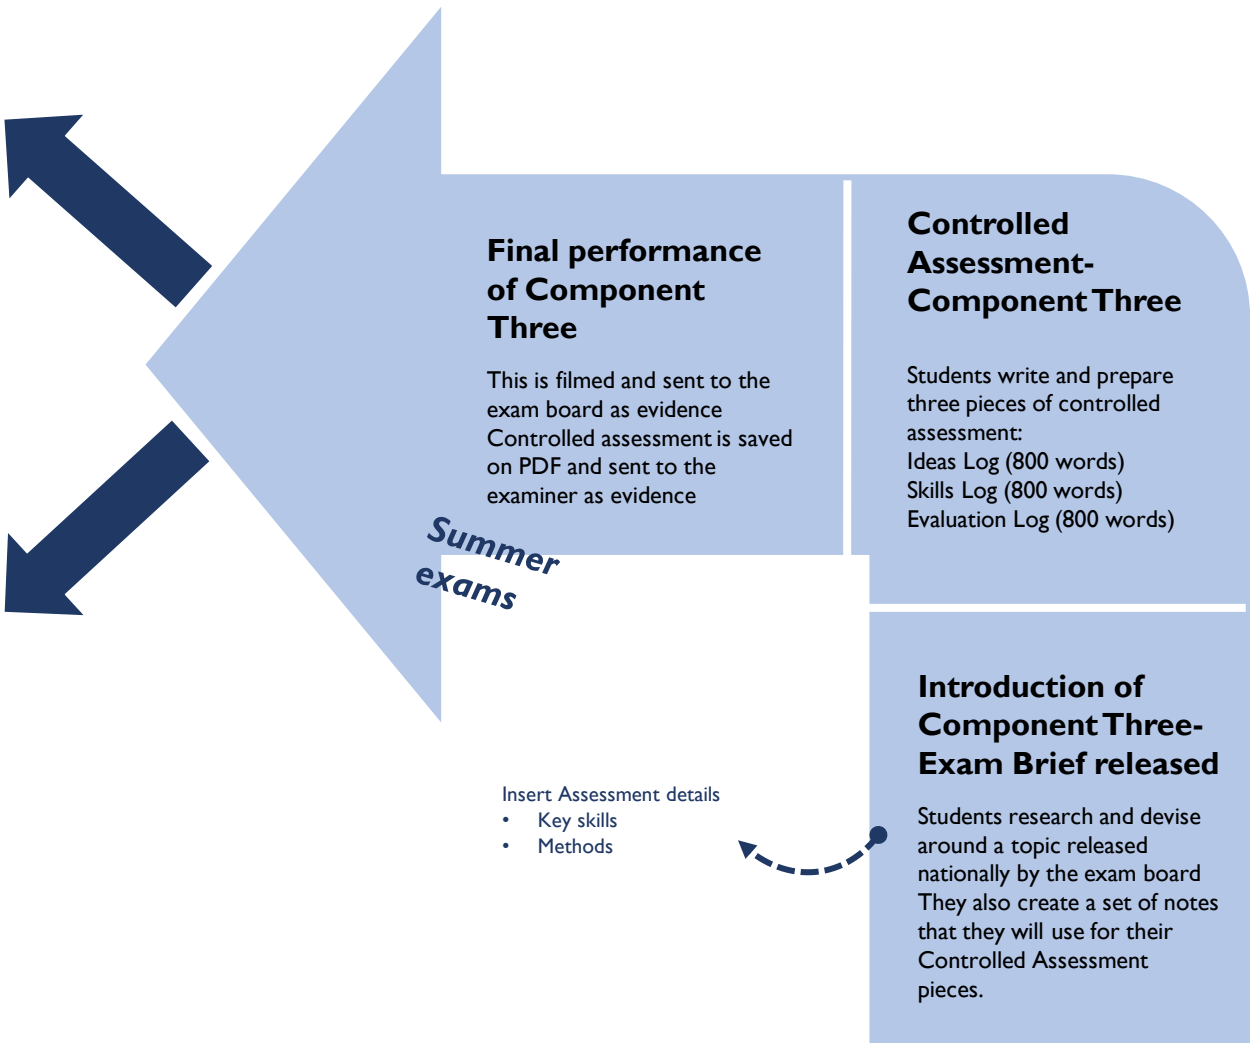 Final performance
of Component
Three
This is filmed and sent to the
exam board as evidence
Controlled assessment is saved
on PDF and sent to the
examiner as evidence
Summer
exams
Controlled
Assessment-
Component Three
Students write and prepare
three pieces of controlled
assessment:
Ideas Log (800 words)
Skills Log (800 words)
Evaluation Log (800 words)
Introduction of
Component Three-
Exam Brief released
Students research and devise
around a topic released
nationally by the exam board
They also create a set of notes
that they will use for their
Controlled Assessment
pieces.
Insert Assessment details
• Key skills
• Methods